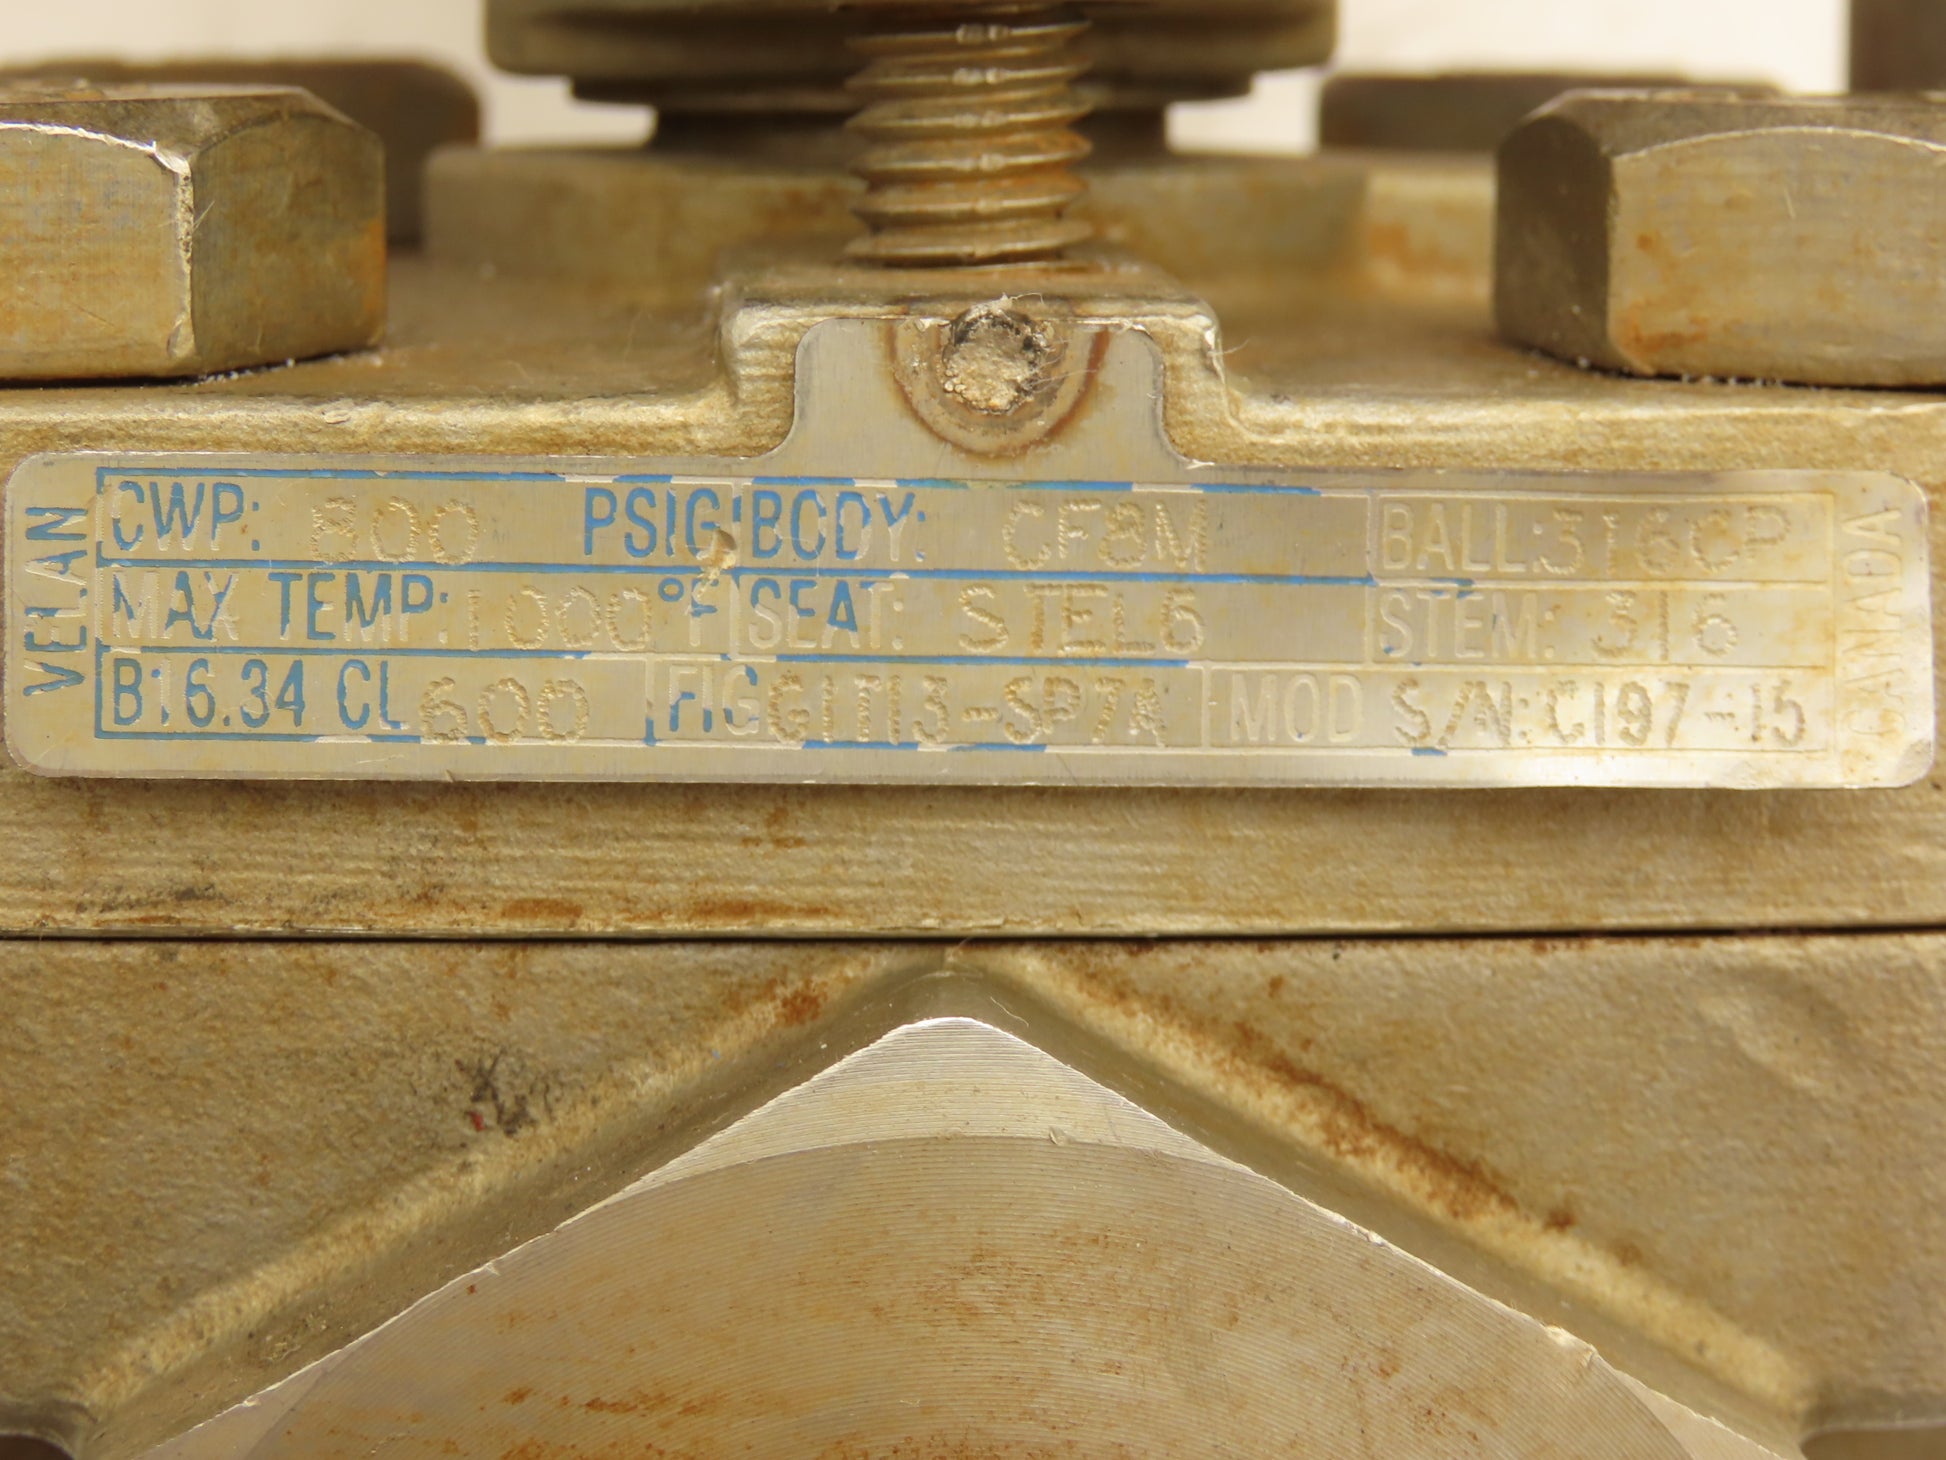 VELAN
CWP: 800 PSIG BODY: CF8M BALL: 316CP
MAX TEMP: 1000 °F SEAT: STEL6 STEM: 316
B16.34 CL 600 FIG G1T13-SP7A MOD S/N: C197-15
CANADA